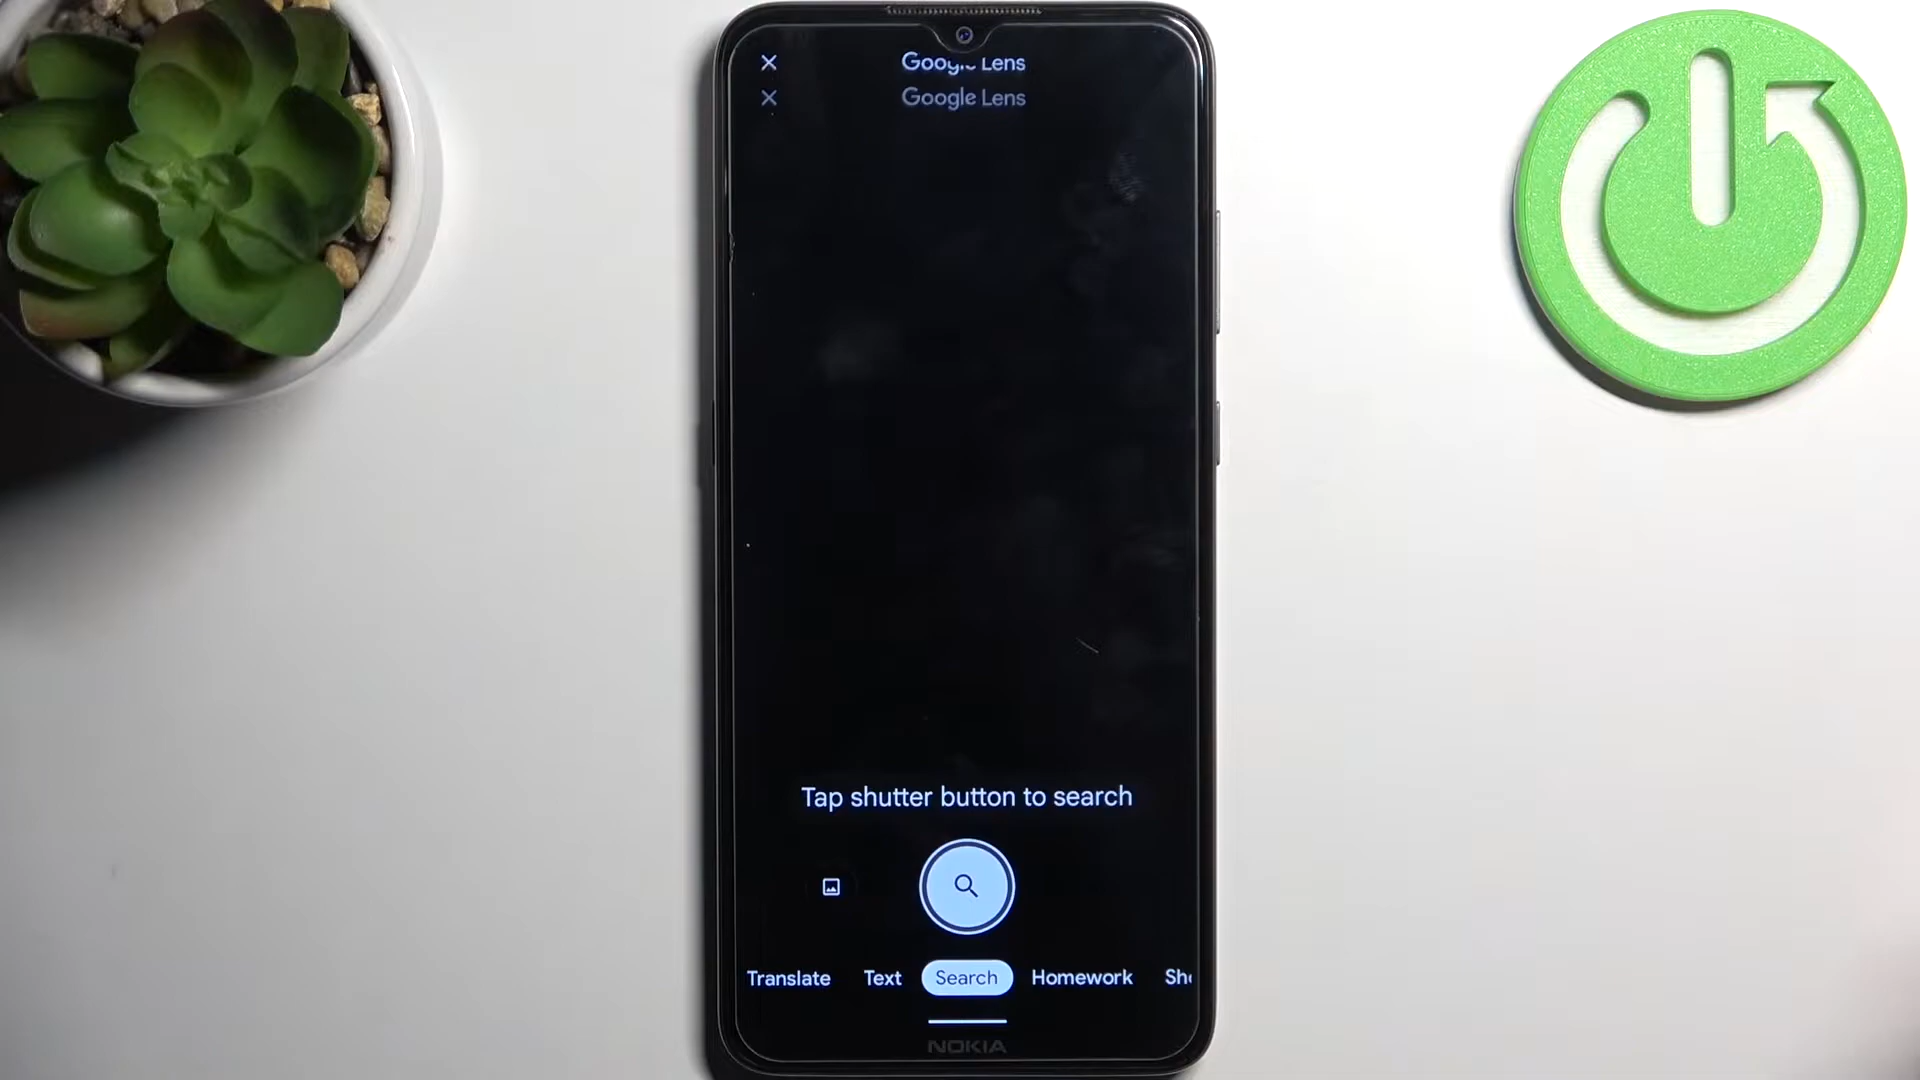 Google Lens
Google Lens
Tap shutter button to search
Translate Text Search Homework
NOKIA